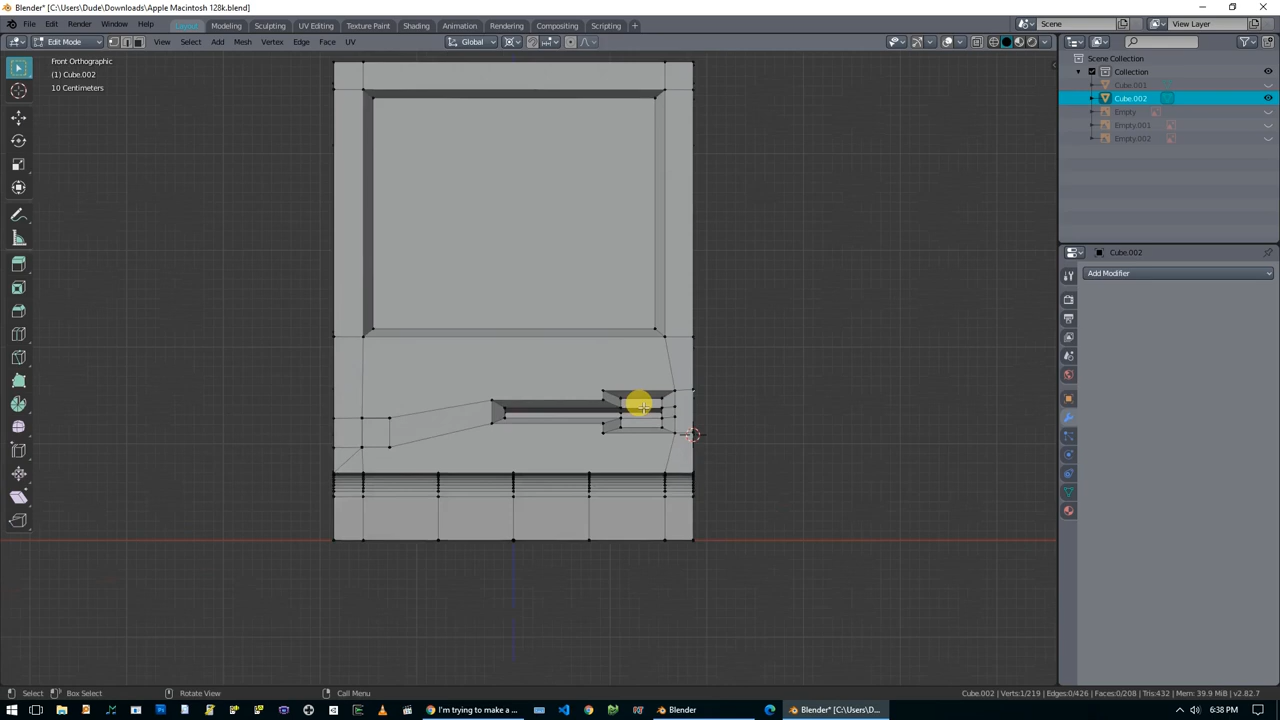 Blender* [C:\Users\Dude\Downloads\Apple Macintosh 128k.blend]
File Edit Render Window Help Layout Modeling Sculpting UV Editing Texture Paint Shading Animation Rendering Compositing Scripting + Scene View Layer
Edit Mode View Select Add Mesh Vertex Edge Face UV Global
Front Orthographic
(1) Cube.002
10 Centimeters
Scene Collection
Collection
Cube.001
Cube.002
Empty
Empty.001
Empty.002
Cube.002
Add Modifier
Select Box Select Rotate View Call Menu Cube.002 | Verts:1/219 | Edges:0/426 | Faces:0/208 | Tris:432 | Mem: 39.9 MiB | v2.82.7
I'm trying to make a ... Blender Blender* [C:\Users\D... 6:38 PM